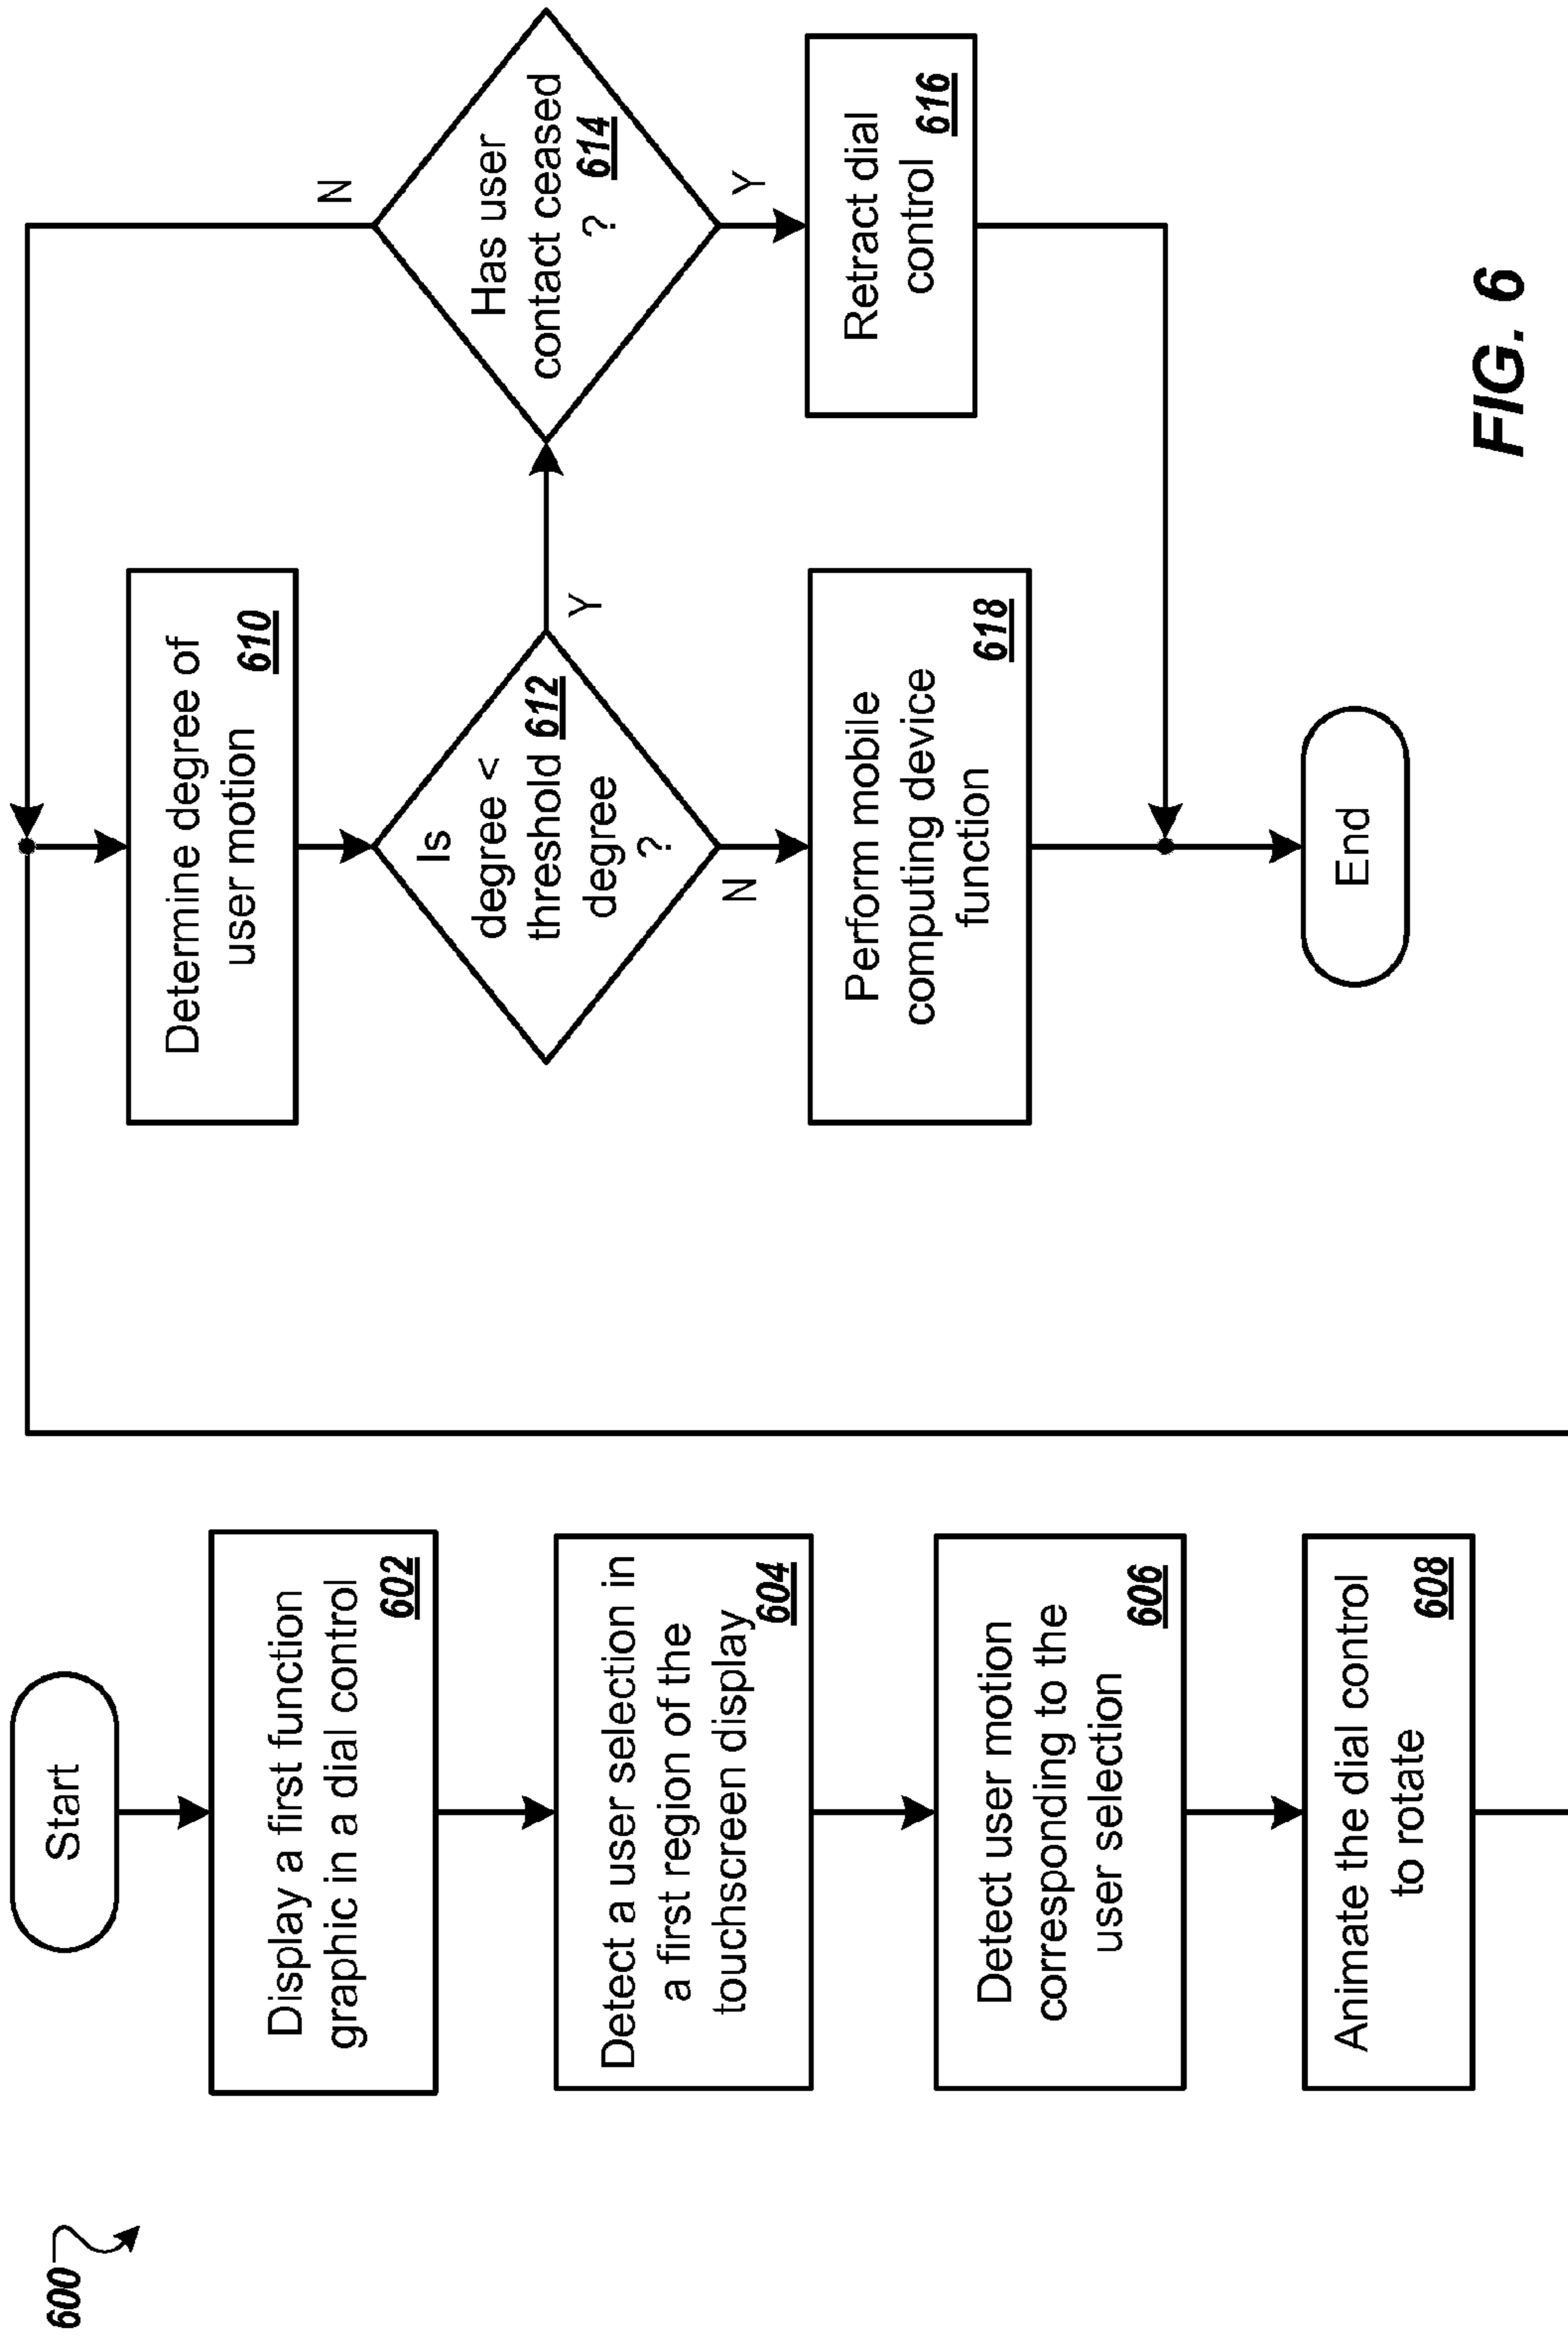 600
Start
Display a first function
graphic in a dial control
602
Detect a user selection in
a first region of the
touchscreen display
604
Detect user motion
corresponding to the
user selection
606
Animate the dial control
to rotate
608
Determine degree of
user motion
610
Is
degree <
threshold 612
degree
?
Y
N
Has user
contact ceased
? 614
N
Y
Retract dial
control 616
Perform mobile
computing device
function
618
End
FIG. 6